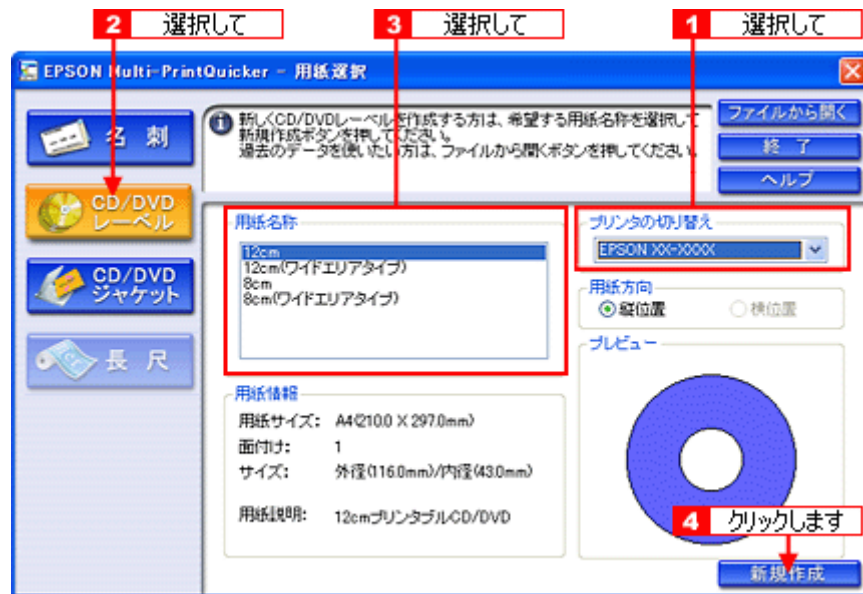 2 選択して
3 選択して
1 選択して
EPSON Multi-PrintQuicker - 用紙選択
名 刺
新しくCD/DVDレーベルを作成する方は、希望する用紙名称を選択して
新規作成ボタンを押してください。
過去のデータを使いたい方は、ファイルから開くボタンを押してください。
ファイルから開く
終 了
ヘルプ
CD/DVD
レーベル
CD/DVD
ジャケット
長 尺
用紙名称
12cm
12cm(ワイドエリアタイプ)
8cm
8cm(ワイドエリアタイプ)
プリンタの切り替え
EPSON XX-XXXX
用紙方向
縦位置
横位置
プレビュー
用紙情報
用紙サイズ: A4(210.0 X 297.0mm)
面付け: 1
サイズ: 外径(116.0mm)/内径(43.0mm)
用紙説明: 12cmプリンタブルCD/DVD
4 クリックします
新規作成